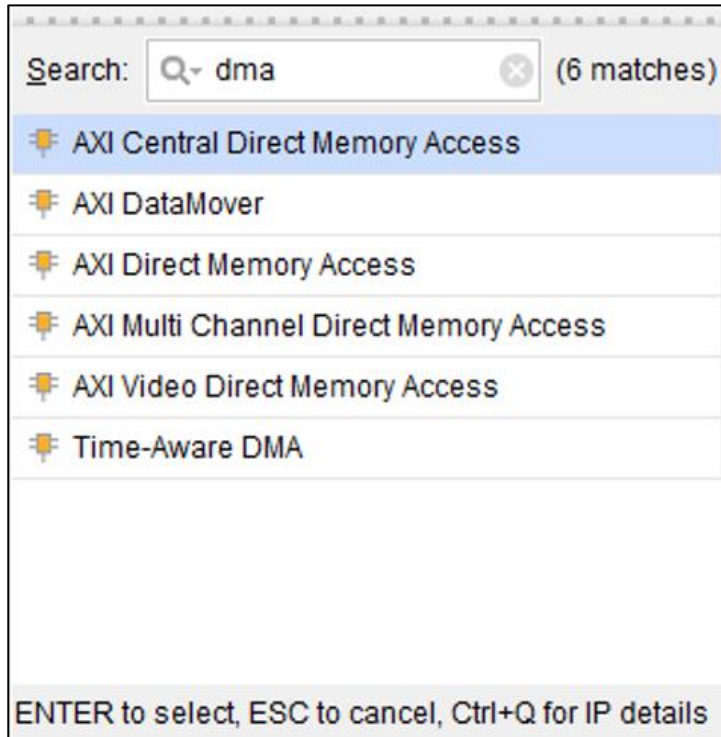 Search: dma (6 matches)
AXI Central Direct Memory Access
AXI DataMover
AXI Direct Memory Access
AXI Multi Channel Direct Memory Access
AXI Video Direct Memory Access
Time-Aware DMA
ENTER to select, ESC to cancel, Ctrl+Q for IP details